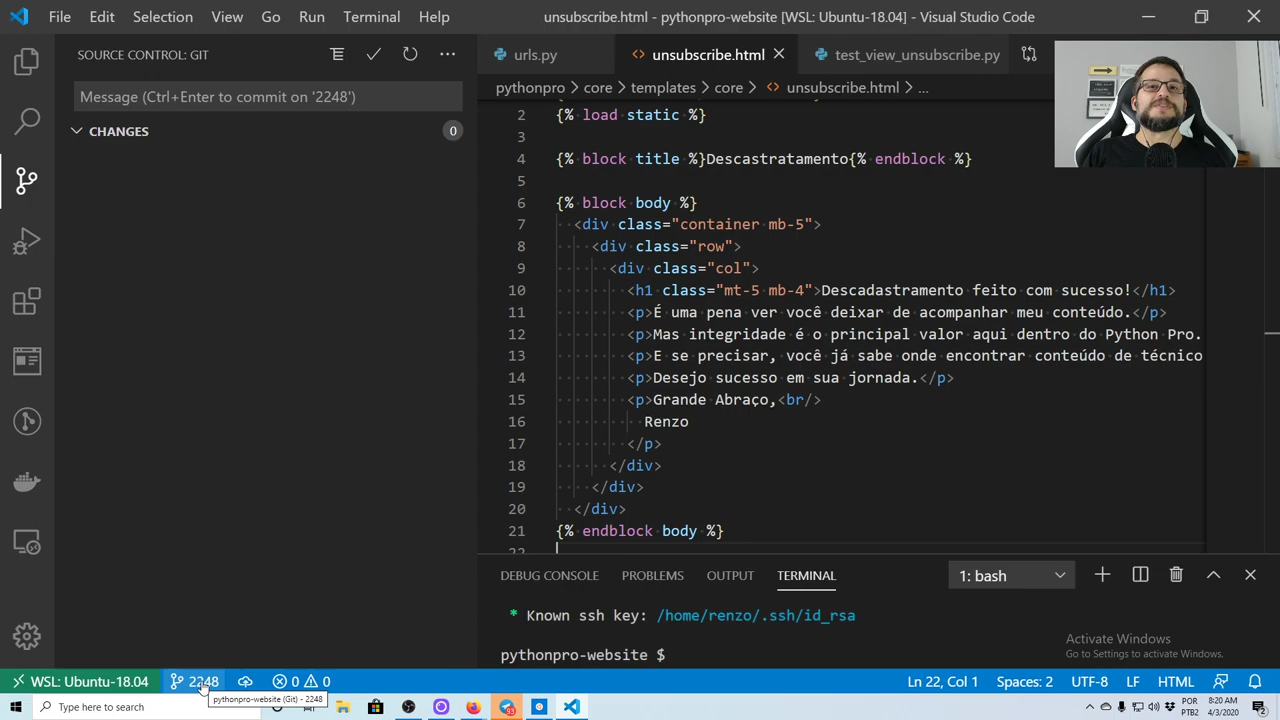 File Edit Selection View Go Run Terminal Help unsubscribe.html - pythonpro-website [WSL: Ubuntu-18.04] - Visual Studio Code
SOURCE CONTROL: GIT
Message (Ctrl+Enter to commit on '2248')
CHANGES 0
urls.py unsubscribe.html test_view_unsubscribe.py
pythonpro > core > templates > core > unsubscribe.html > ...
2 {% load static %}
3
4 {% block title %}Descastratamento{% endblock %}
5
6 {% block body %}
7 <div class="container mb-5">
8 <div class="row">
9 <div class="col">
10 <h1 class="mt-5 mb-4">Descadastramento feito com sucesso!</h1>
11 <p>É uma pena ver você deixar de acompanhar meu conteúdo.</p>
12 <p>Mas integridade é o principal valor aqui dentro do Python Pro.
13 <p>E se precisar, você já sabe onde encontrar conteúdo de técnico
14 <p>Desejo sucesso em sua jornada.</p>
15 <p>Grande Abraço,<br/>
16 Renzo
17 </p>
18 </div>
19 </div>
20 </div>
21 {% endblock body %}
22
DEBUG CONSOLE PROBLEMS OUTPUT TERMINAL 1: bash
* Known ssh key: /home/renzo/.ssh/id_rsa
pythonpro-website $
Activate Windows
Go to Settings to activate Windows.
WSL: Ubuntu-18.04 2248 0 0 Ln 22, Col 1 Spaces: 2 UTF-8 LF HTML
pythonpro-website (Git) - 2248
Type here to search
93
POR
PTB2
8:20 AM
4/3/2020
2